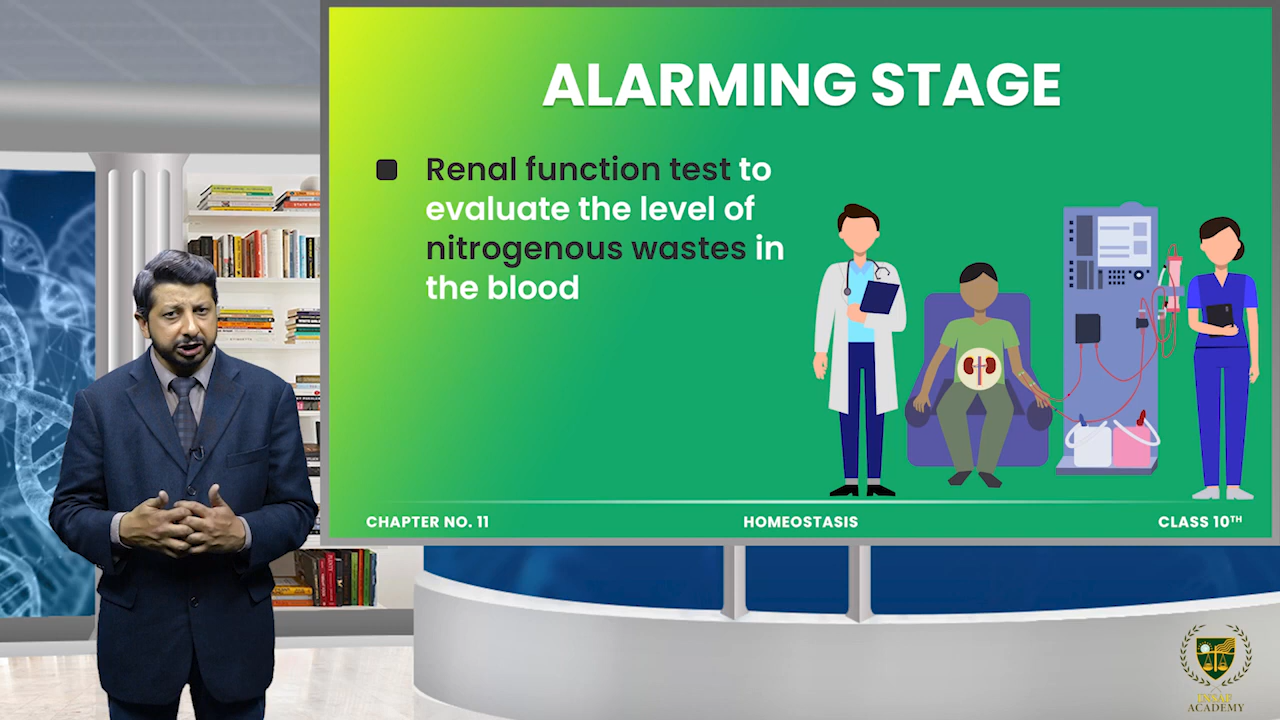 ALARMING STAGE
Renal function test to
evaluate the level of
nitrogenous wastes in
the blood
CHAPTER NO. 11
HOMEOSTASIS
CLASS 10TH
INSAF
ACADEMY